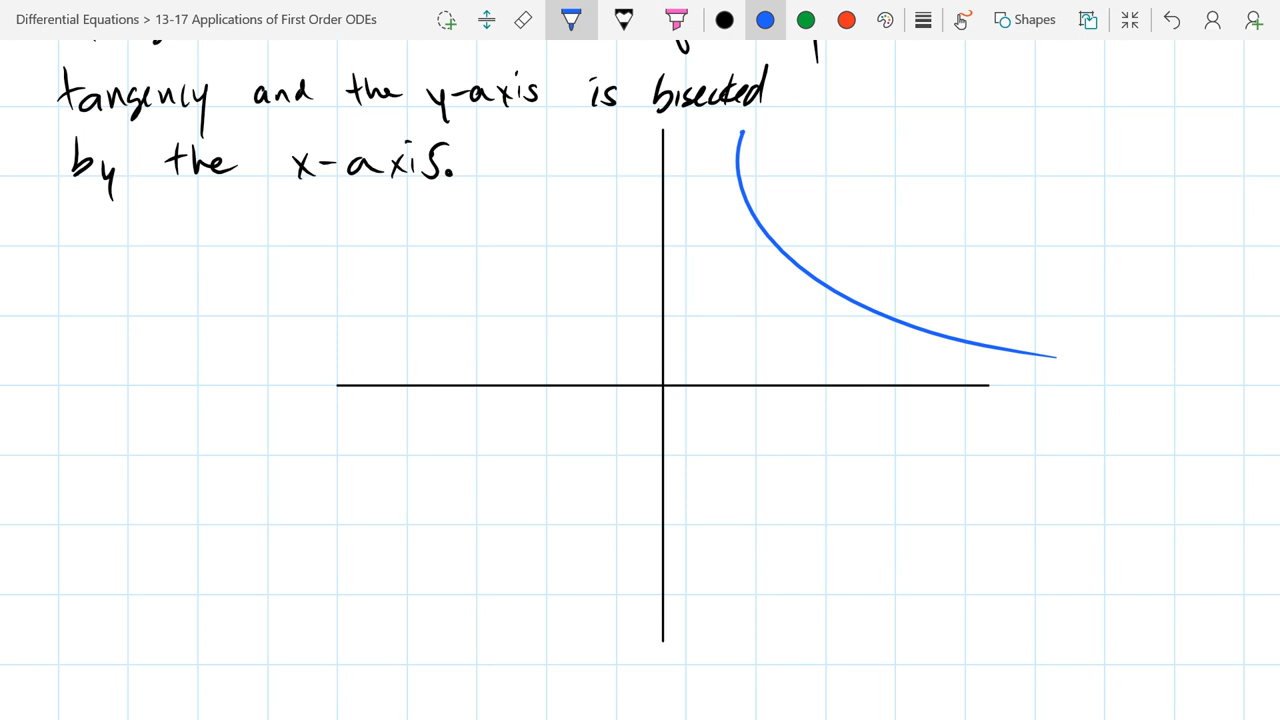 Differential Equations > 13-17 Applications of First Order ODEs
Shapes
tangency and the y-axis is bisected
by the x-axis.